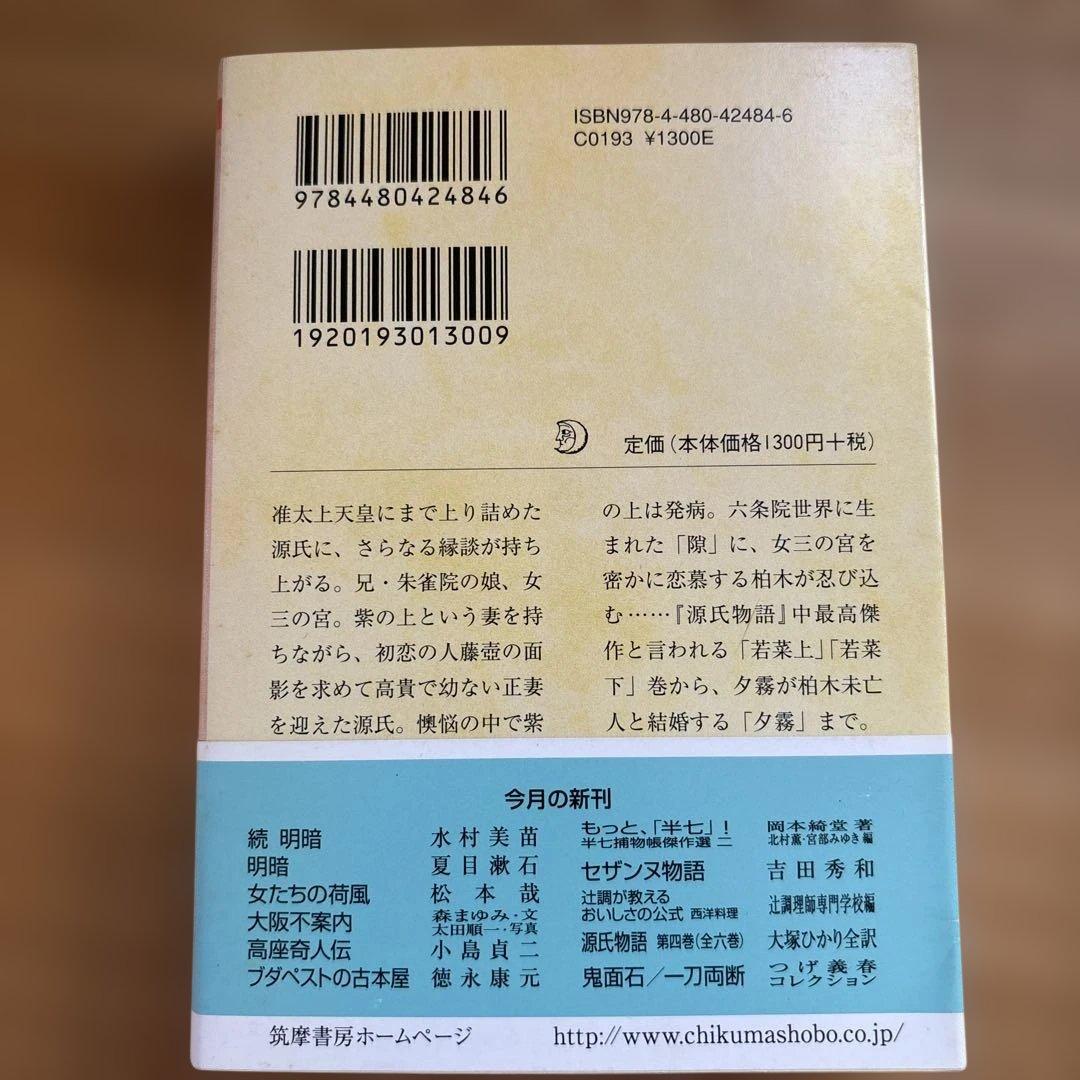 ISBN978-4-480-42484-6
C0193 ¥1300E
9784480424846
1920193013009
定価(本体価格1300円+税)
准太上天皇にまで上り詰めた
源氏に、さらなる縁談が持ち
上がる。兄・朱雀院の娘、女
三の宮。紫の上という妻を持
ちながら、初恋の人藤壺の面
影を求めて高貴で幼ない正妻
を迎えた源氏。懊悩の中で紫
の上は発病。六条院世界に生
まれた「隙」に、女三の宮を
密かに恋慕する柏木が忍び込
む……『源氏物語』中最高傑
作と言われる「若菜上」「若菜
下」巻から、夕霧が柏木未亡
人と結婚する「夕霧」まで。
今月の新刊
続 明暗 水村美苗
明暗 夏目漱石
女たちの荷風 松本哉
大阪不案内 森まゆみ・文 太田順一・写真
高座奇人伝 小島貞二
ブダペストの古本屋 徳永康元
もっと、「半七」! 岡本綺堂 著
半七捕物帳傑作選 二 北村薫・宮部みゆき 編
セザンヌ物語 吉田秀和
辻調が教える
おいしさの公式 西洋料理 辻調理師専門学校編
源氏物語 第四巻(全六巻) 大塚ひかり全訳
鬼面石/一刀両断 つげ義春コレクション
筑摩書房ホームページ http://www.chikumashobo.co.jp/